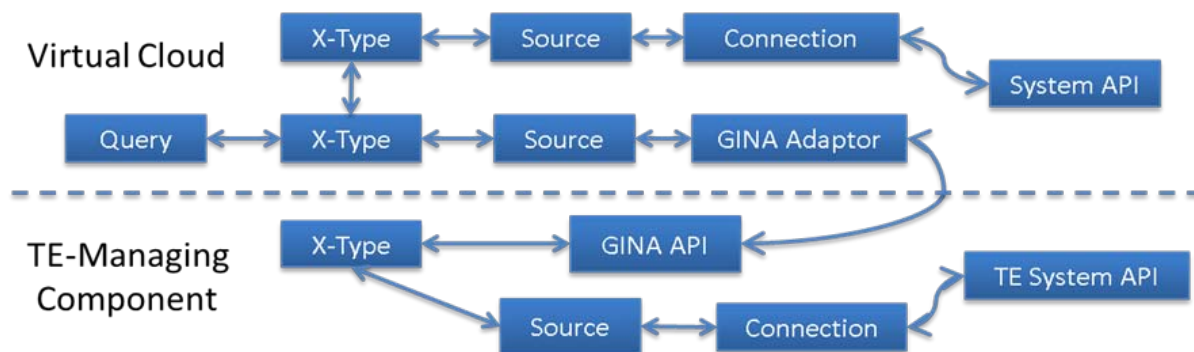 Virtual Cloud
X-Type
Source
Connection
System API
Query
X-Type
Source
GINA Adaptor
TE-Managing
Component
X-Type
GINA API
TE System API
Source
Connection